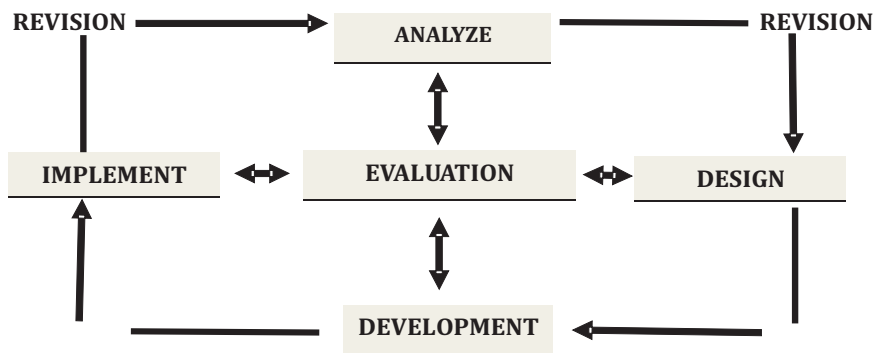 REVISION
ANALYZE
REVISION
IMPLEMENT
EVALUATION
DESIGN
DEVELOPMENT